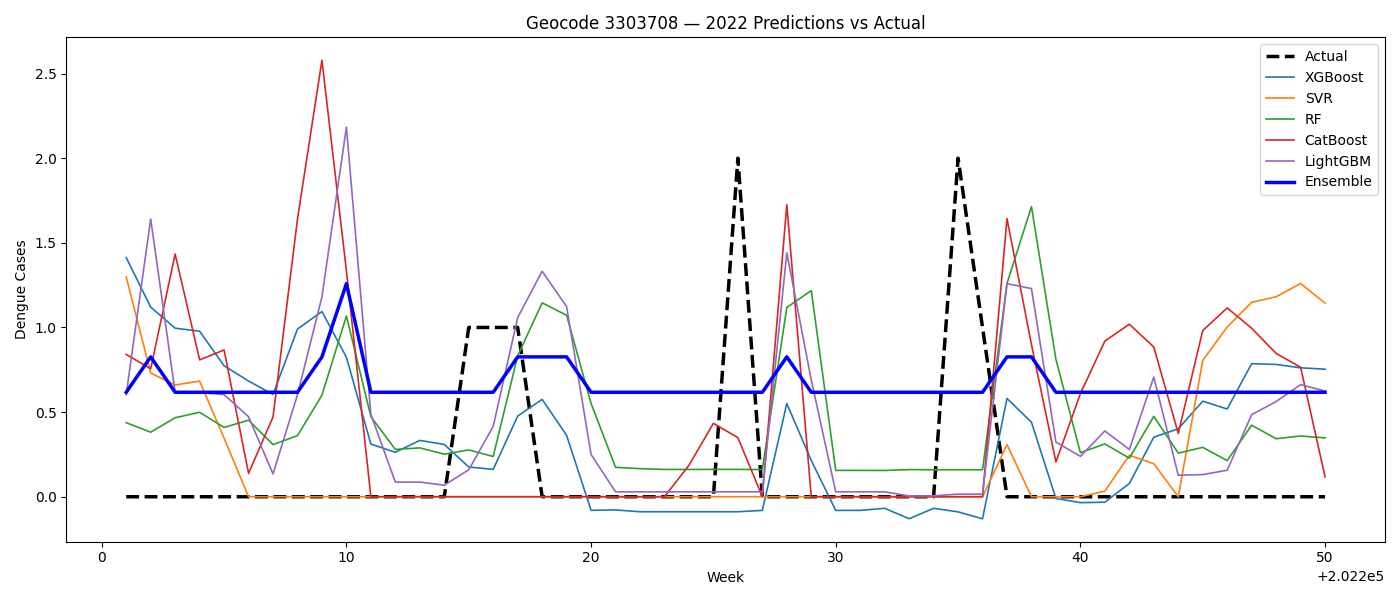 Geocode 3303708 — 2022 Predictions vs Actual
Dengue Cases
2.5
2.0
1.5
1.0
0.5
0.0
Actual
XGBoost
SVR
RF
CatBoost
LightGBM
Ensemble
0 10 20 30 40 50
Week
+2.022e5